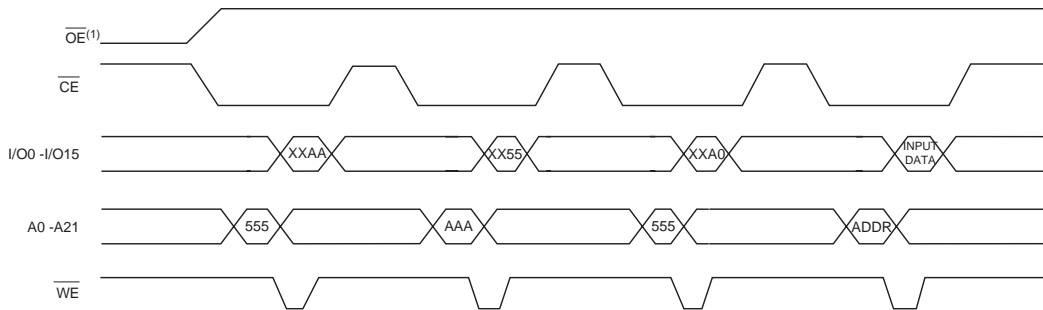 OE(1)
CE
I/O0 -I/O15 XXAA XX55 XXA0 INPUT DATA
A0 -A21 555 AAA 555 ADDR
WE